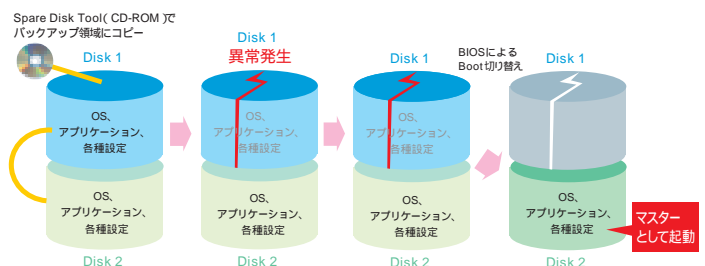 Spare Disk Tool(CD-ROM)で
バックアップ領域にコピー
Disk 1
OS、
アプリケーション、
各種設定
OS、
アプリケーション、
各種設定
Disk 2
Disk 1
異常発生
OS、
アプリケーション、
各種設定
OS、
アプリケーション、
各種設定
Disk 2
Disk 1
OS、
アプリケーション、
各種設定
OS、
アプリケーション、
各種設定
Disk 2
BIOSによる
Boot切り替え
Disk 1
OS、
アプリケーション、
各種設定
Disk 2
マスター
として起動